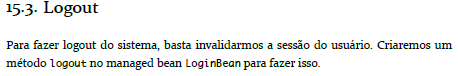 15.3. Logout
Para fazer logout do sistema, basta invalidarmos a sessão do usuário. Criaremos um
método logout no managed bean LoginBean para fazer isso.